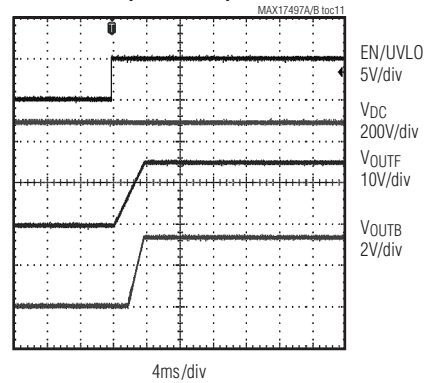 MAX17497A/B toc11
EN/UVLO
5V/div
VDC
200V/div
VOUTF
10V/div
VOUTB
2V/div
4ms/div